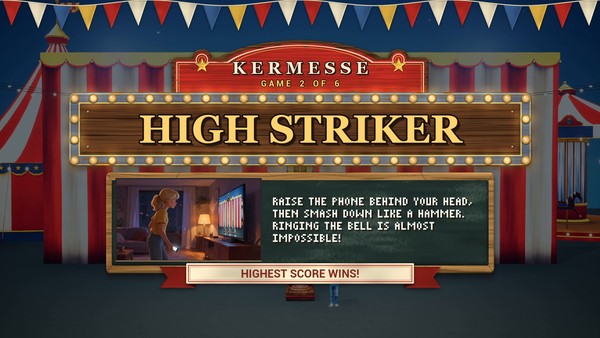 KERMESSE
GAME 2 OF 6
HIGH STRIKER
RAISE THE PHONE BEHIND YOUR HEAD,
THEN SMASH DOWN LIKE A HAMMER.
RINGING THE BELL IS ALMOST
IMPOSSIBLE!
HIGHEST SCORE WINS!